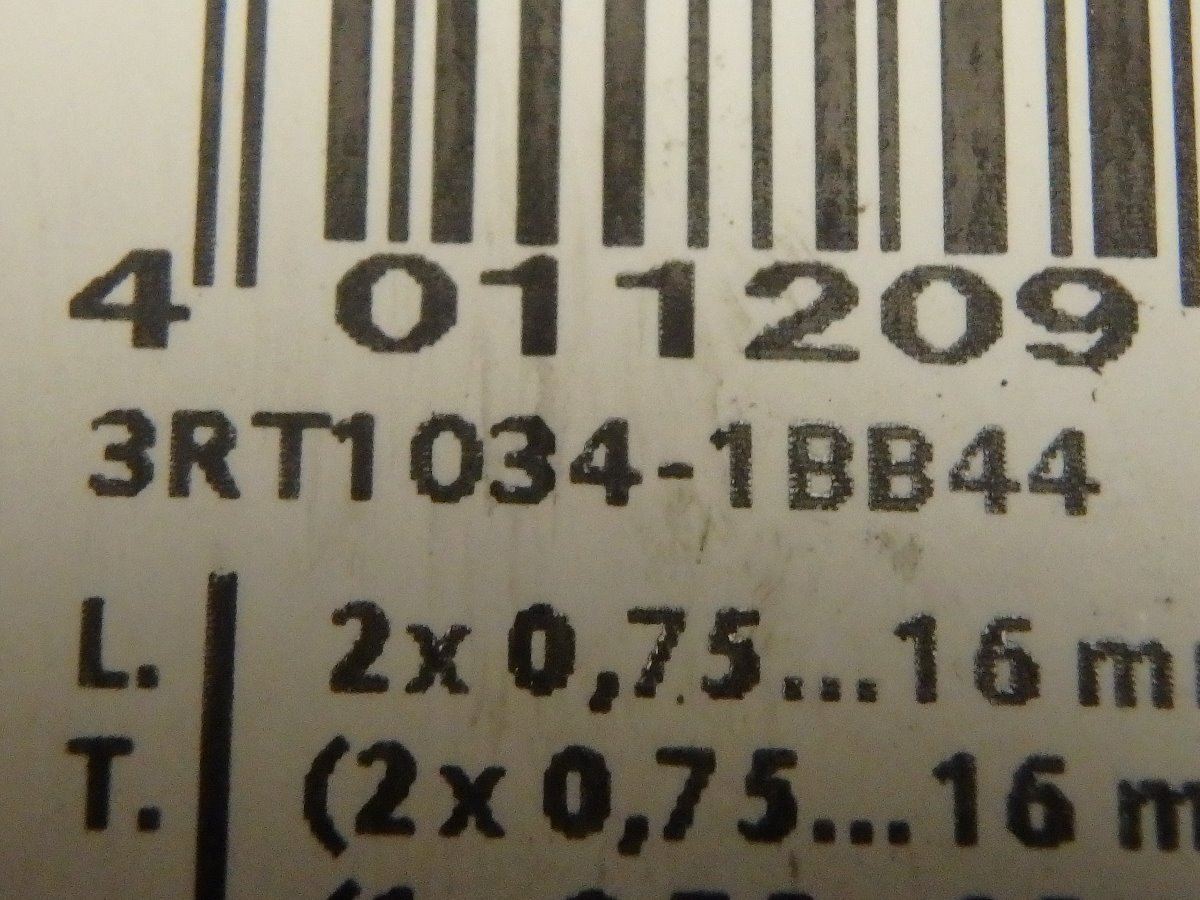 4 011209
3RT1034-1BB44
L. 2x 0,75...16 m
T. (2x 0,75...16 m